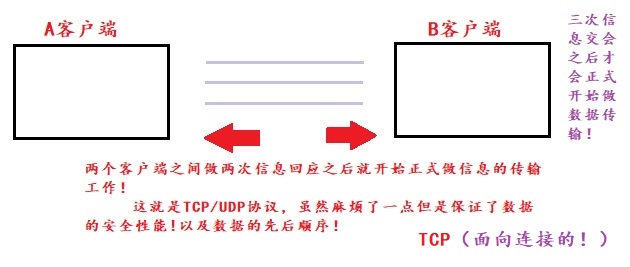 A客户端
B客户端
三次信
息交会
之后才
会正式
开始做
数据传
输！
两个客户端之间做两次信息回应之后就开始正式做信息的传输
工作！
这就是TCP/UDP协议，虽然麻烦了一点但是保证了数据
的安全性能！以及数据的先后顺序！
TCP（面向连接的！）